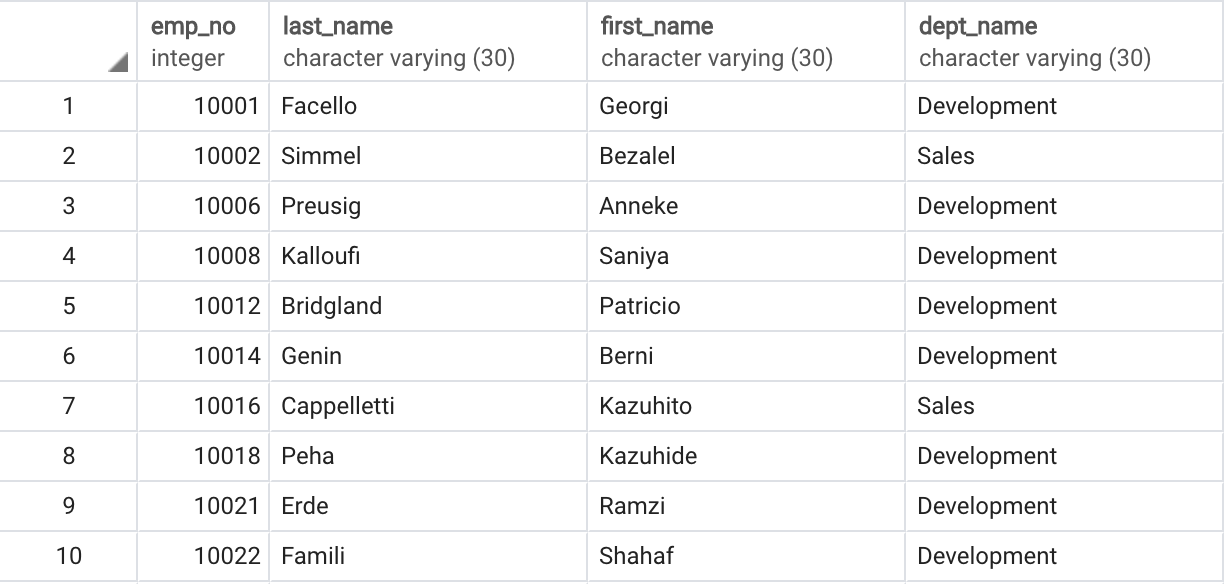 emp_no last_name first_name dept_name
integer character varying (30) character varying (30) character varying (30)
1 10001 Facello Georgi Development
2 10002 Simmel Bezalel Sales
3 10006 Preusig Anneke Development
4 10008 Kalloufi Saniya Development
5 10012 Bridgland Patricio Development
6 10014 Genin Berni Development
7 10016 Cappelletti Kazuhito Sales
8 10018 Peha Kazuhide Development
9 10021 Erde Ramzi Development
10 10022 Famili Shahaf Development